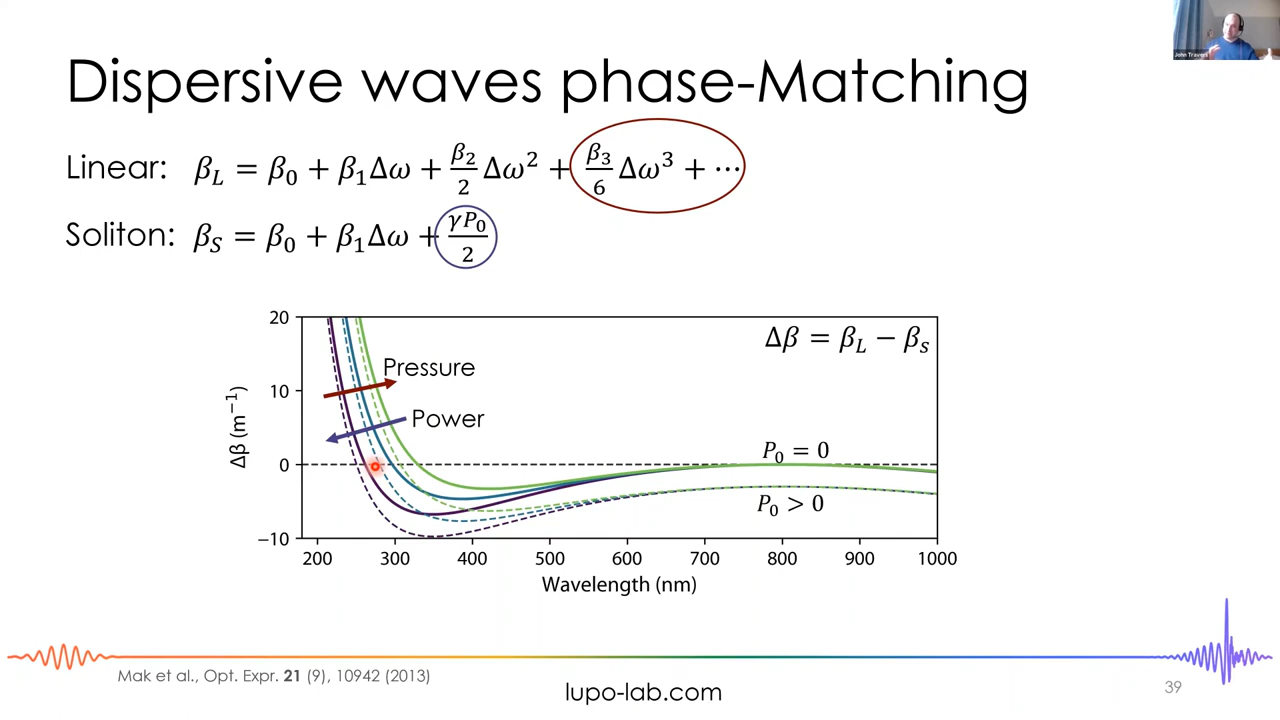 John Travers
Dispersive waves phase-Matching
Linear: β_L = β_0 + β_1Δω + β_2/2 Δω^2 + β_3/6 Δω^3 + ⋯
Soliton: β_S = β_0 + β_1Δω + γP_0/2
Δβ = β_L − β_s
Pressure
Power
P_0 = 0
P_0 > 0
Δβ (m⁻¹)
20
10
0
−10
200 300 400 500 600 700 800 900 1000
Wavelength (nm)
Mak et al., Opt. Expr. 21 (9), 10942 (2013)
lupo-lab.com
39